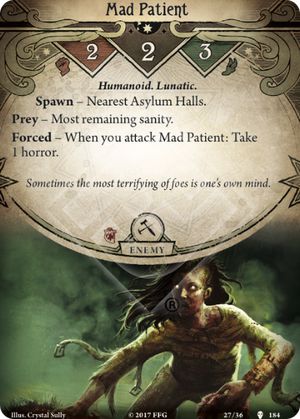 Mad Patient
2 2 3
Humanoid. Lunatic.
Spawn – Nearest Asylum Halls.
Prey – Most remaining sanity.
Forced – When you attack Mad Patient: Take
1 horror.
Sometimes the most terrifying of foes is one's own mind.
ENEMY
®
Illus. Crystal Sully © 2017 FFG 27/36 184